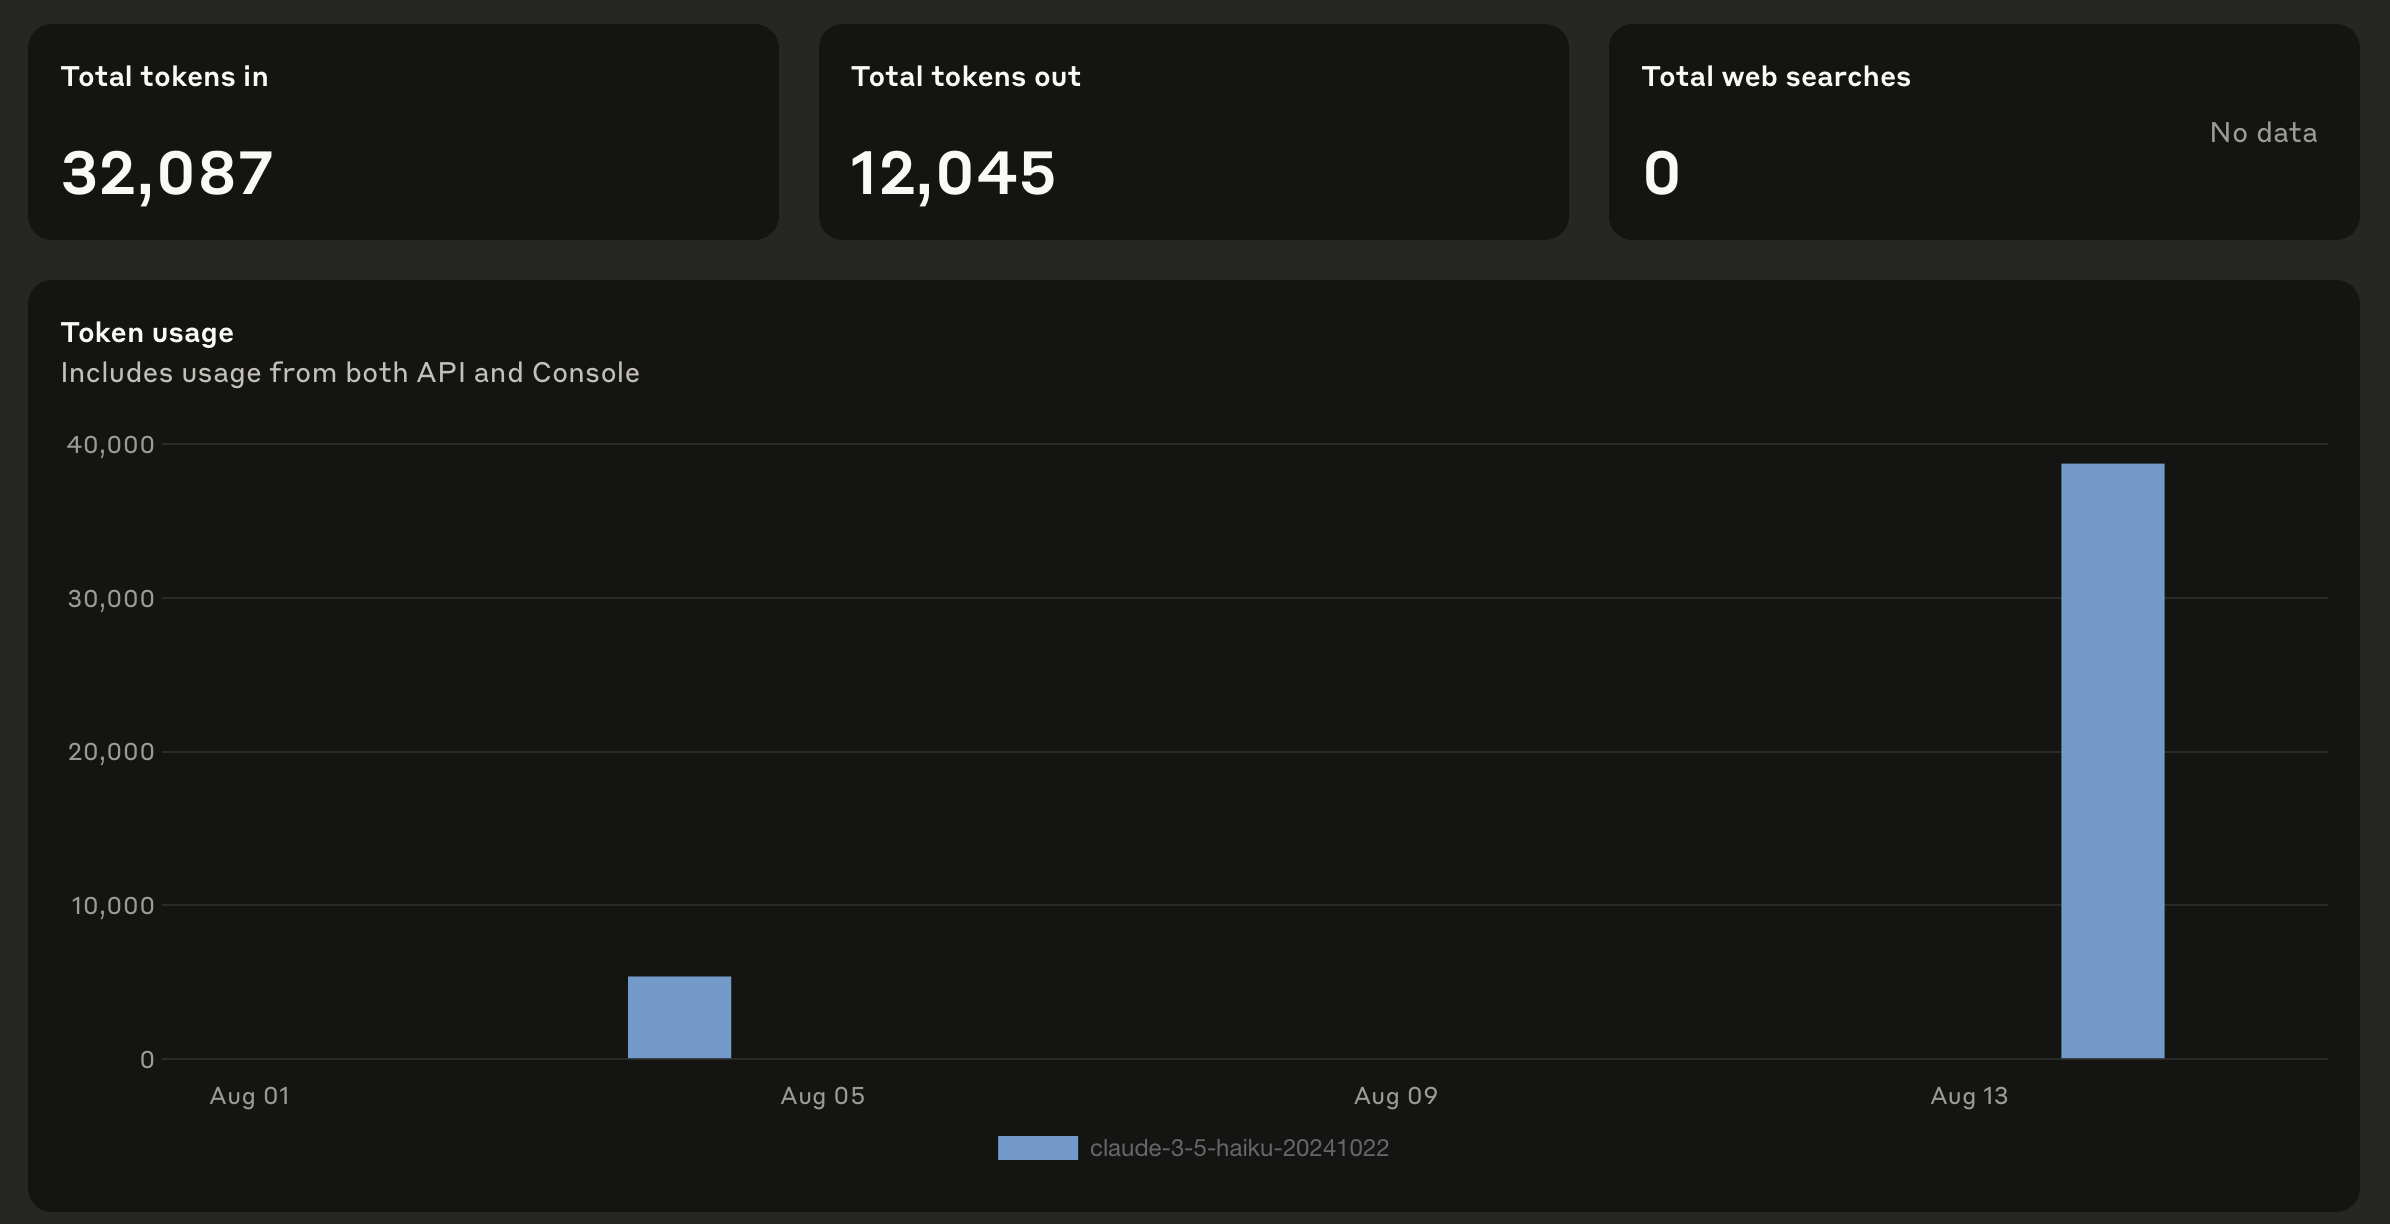 Total tokens in
32,087
Total tokens out
12,045
Total web searches
0
No data
Token usage
Includes usage from both API and Console
40,000
30,000
20,000
10,000
0
Aug 01
Aug 05
Aug 09
Aug 13
claude-3-5-haiku-20241022